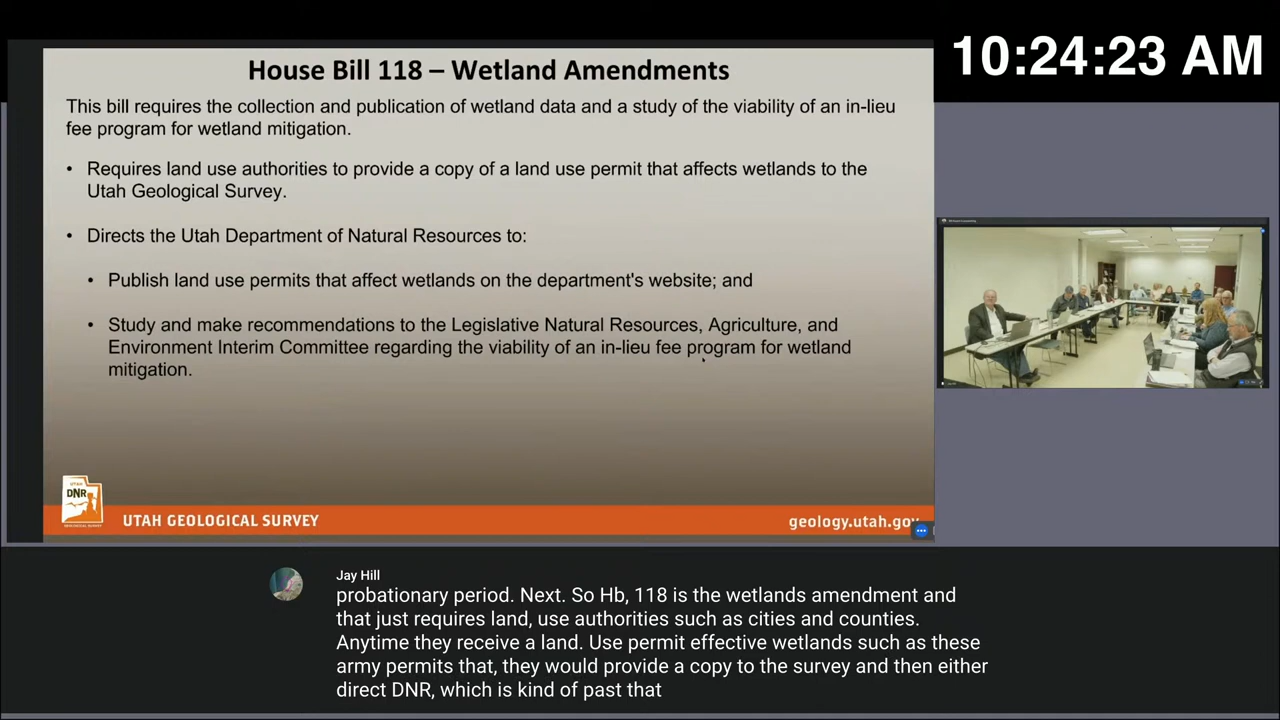 10:24:23 AM
House Bill 118 – Wetland Amendments
This bill requires the collection and publication of wetland data and a study of the viability of an in-lieu
fee program for wetland mitigation.
• Requires land use authorities to provide a copy of a land use permit that affects wetlands to the
Utah Geological Survey.
• Directs the Utah Department of Natural Resources to:
• Publish land use permits that affect wetlands on the department's website; and
• Study and make recommendations to the Legislative Natural Resources, Agriculture, and
Environment Interim Committee regarding the viability of an in-lieu fee program for wetland
mitigation.
UTAH
DNR
UTAH GEOLOGICAL SURVEY
geology.utah.gov
Jay Hill
probationary period. Next. So Hb, 118 is the wetlands amendment and
that just requires land, use authorities such as cities and counties.
Anytime they receive a land. Use permit effective wetlands such as these
army permits that, they would provide a copy to the survey and then either
direct DNR, which is kind of past that